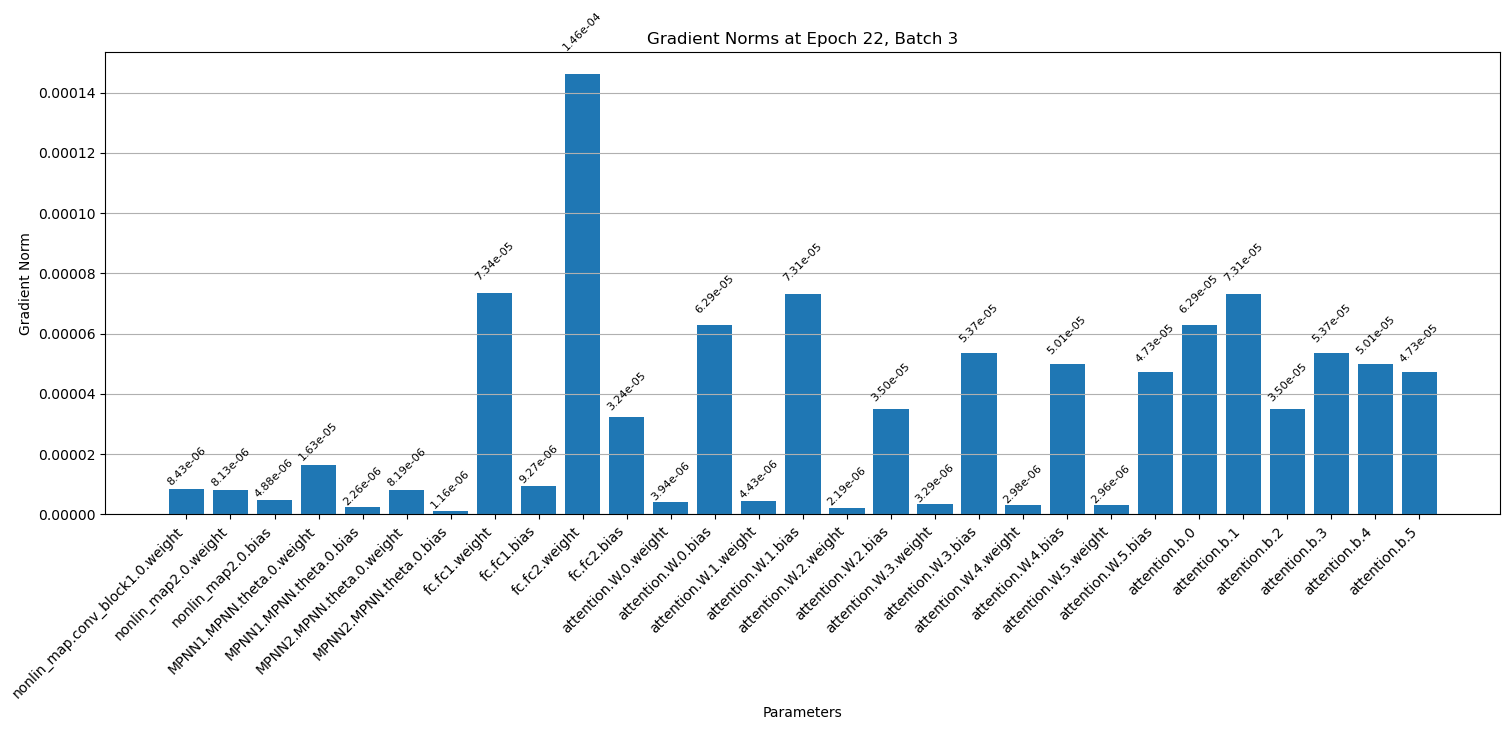 Gradient Norms at Epoch 22, Batch 3
Gradient Norm
0.00014
0.00012
0.00010
0.00008
0.00006
0.00004
0.00002
0.00000
8.43e-06
8.13e-06
4.88e-06
1.63e-05
2.26e-06
8.19e-06
1.16e-06
7.34e-05
9.27e-06
1.46e-04
3.24e-05
3.94e-06
6.29e-05
4.43e-06
7.31e-05
2.19e-06
3.50e-05
3.29e-06
5.37e-05
2.98e-06
5.01e-05
2.96e-06
4.73e-05
6.29e-05
7.31e-05
3.50e-05
5.37e-05
5.01e-05
4.73e-05
nonlin_map.conv_block1.0.weight
nonlin_map2.0.weight
nonlin_map2.0.bias
MPNN1.MPNN.theta.0.weight
MPNN1.MPNN.theta.0.bias
MPNN2.MPNN.theta.0.weight
MPNN2.MPNN.theta.0.bias
fc.fc1.weight
fc.fc1.bias
fc.fc2.weight
fc.fc2.bias
attention.W.0.weight
attention.W.0.bias
attention.W.1.weight
attention.W.1.bias
attention.W.2.weight
attention.W.2.bias
attention.W.3.weight
attention.W.3.bias
attention.W.4.weight
attention.W.4.bias
attention.W.5.weight
attention.W.5.bias
attention.b.0
attention.b.1
attention.b.2
attention.b.3
attention.b.4
attention.b.5
Parameters